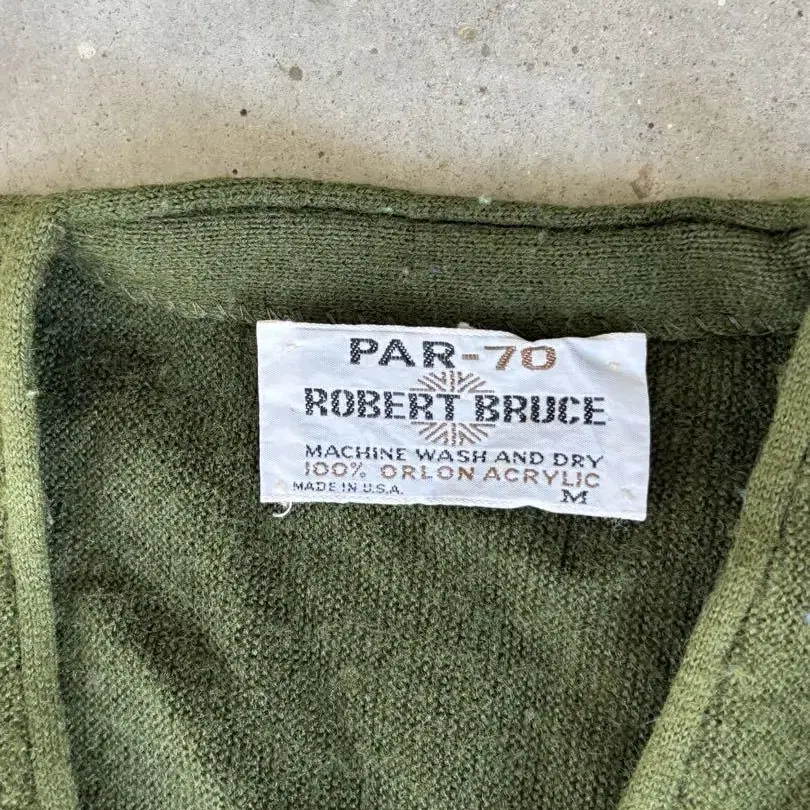 PAR-70
ROBERT BRUCE
MACHINE WASH AND DRY
100% ORLON ACRYLIC
MADE IN U.S.A. M